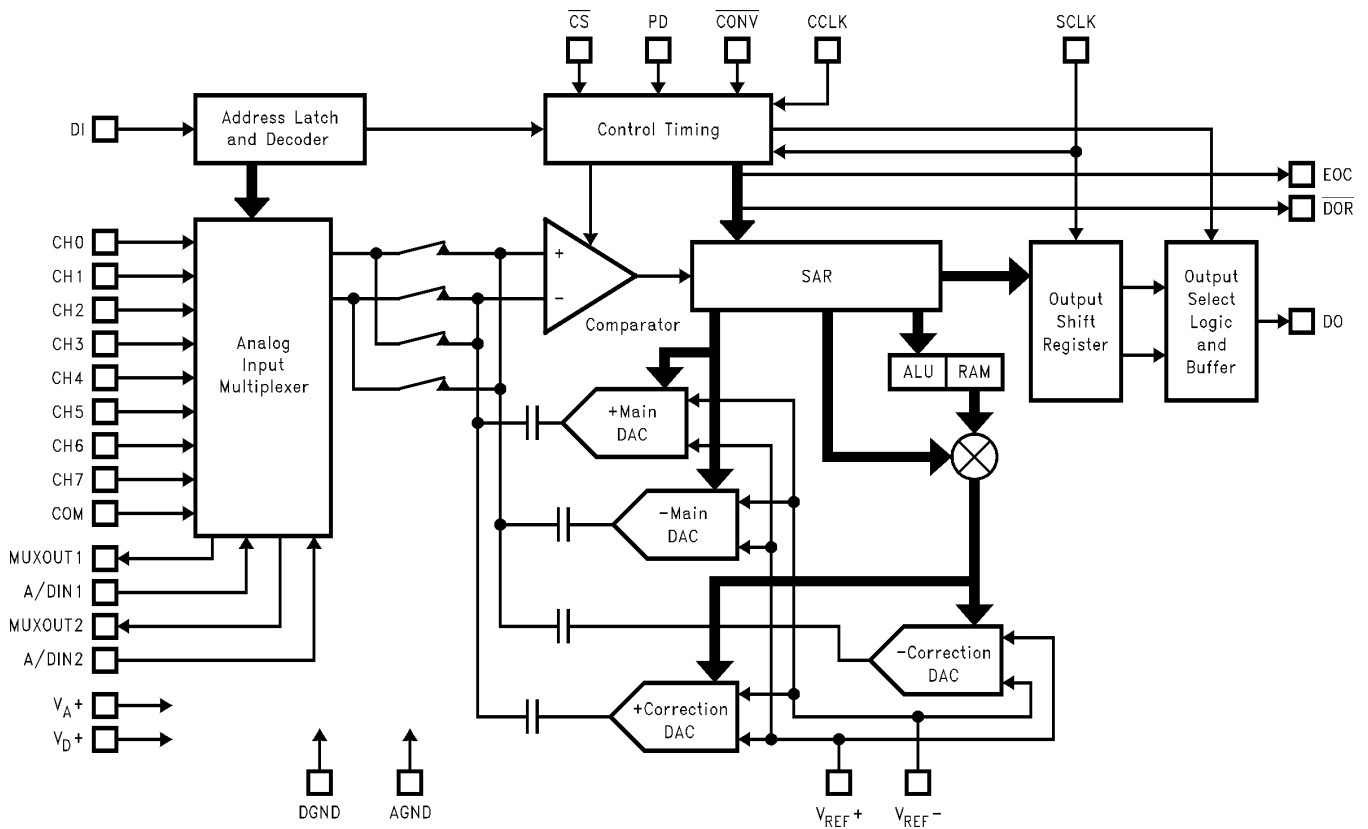 CS PD CONV CCLK SCLK
DI
Address Latch
and Decoder
Control Timing
EOC
DOR
CH0
CH1
CH2
CH3
CH4
CH5
CH6
CH7
COM
MUXOUT1
A/DIN1
MUXOUT2
A/DIN2
VA+
VD+
Analog
Input
Multiplexer
+
−
Comparator
SAR
ALU RAM
Output
Shift
Register
Output
Select
Logic
and
Buffer
DO
+Main
DAC
−Main
DAC
−Correction
DAC
+Correction
DAC
DGND AGND VREF+ VREF−